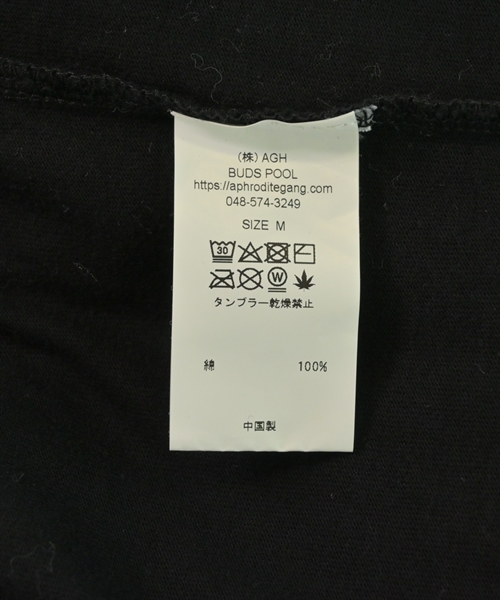 (株) AGH
BUDS POOL
https://aphroditegang.com
048-574-3249
SIZE M
30
W
タンブラー乾燥禁止
綿 100%
中国製